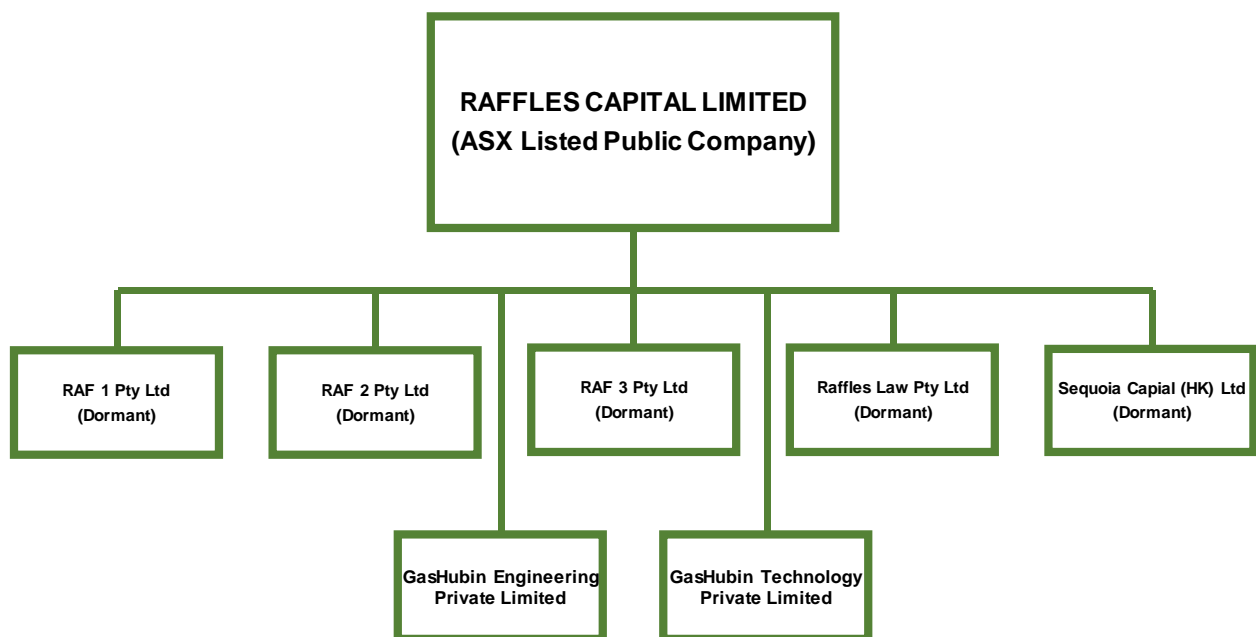 RAFFLES CAPITAL LIMITED
(ASX Listed Public Company)
RAF 1 Pty Ltd
(Dormant)
RAF 2 Pty Ltd
(Dormant)
RAF 3 Pty Ltd
(Dormant)
Raffles Law Pty Ltd
(Dormant)
Sequoia Capial (HK) Ltd
(Dormant)
GasHubin Engineering
Private Limited
GasHubin Technology
Private Limited